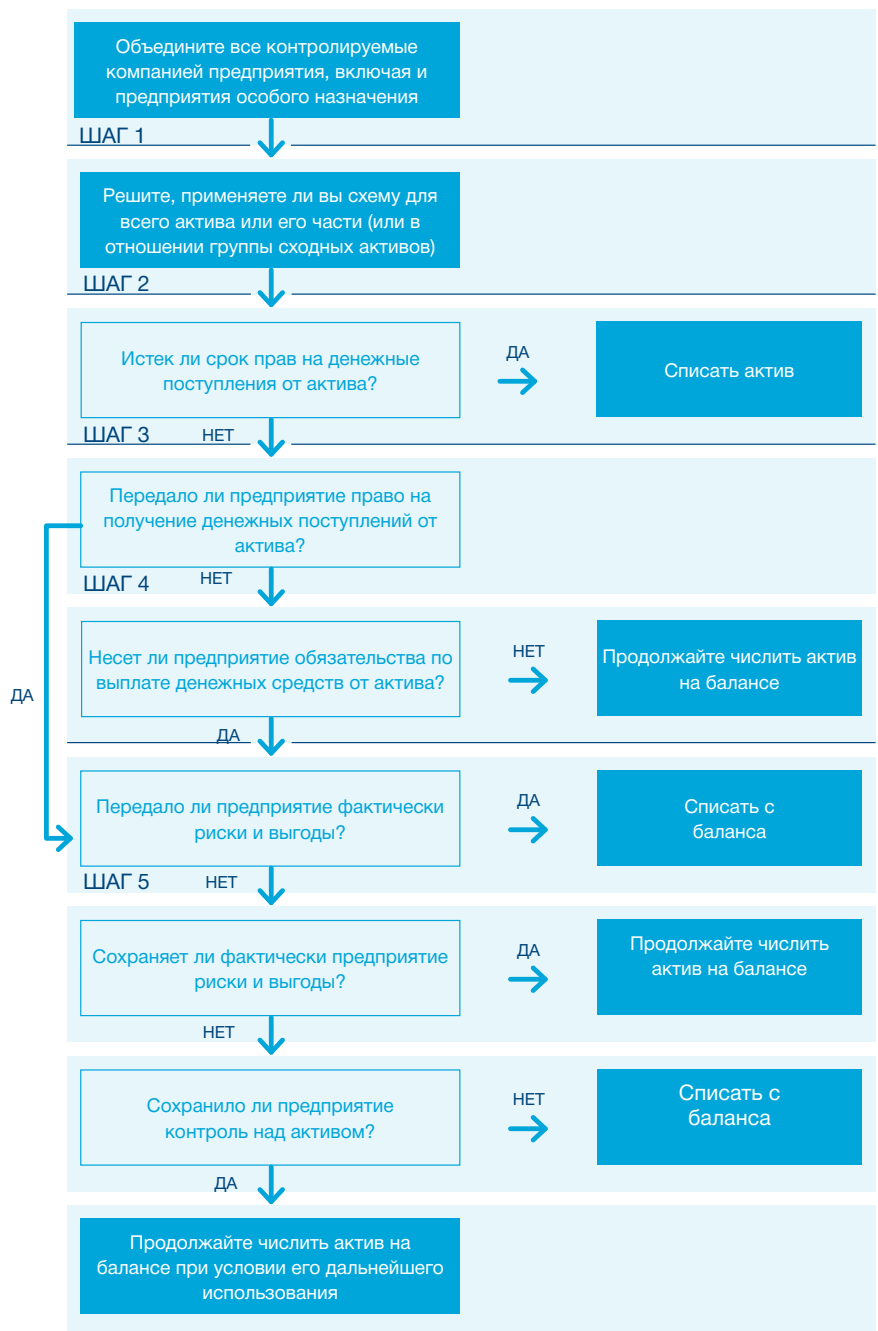 Объедините все контролируемые
компанией предприятия, включая и
предприятия особого назначения
ШАГ 1
Решите, применяете ли вы схему для
всего актива или его части (или в
отношении группы сходных активов)
ШАГ 2
Истек ли срок прав на денежные
поступления от актива?
ДА
Списать актив
ШАГ 3
НЕТ
Передало ли предприятие право на
получение денежных поступлений от
актива?
ШАГ 4
НЕТ
Несет ли предприятие обязательства по
выплате денежных средств от актива?
НЕТ
Продолжайте числить актив
на балансе
ДА
ДА
Передало ли предприятие фактически
риски и выгоды?
ДА
Списать с
баланса
ШАГ 5
НЕТ
Сохраняет ли фактически предприятие
риски и выгоды?
ДА
Продолжайте числить
актив на балансе
НЕТ
Сохранило ли предприятие
контроль над активом?
НЕТ
Списать с
баланса
ДА
Продолжайте числить актив на
балансе при условии его дальнейшего
использования